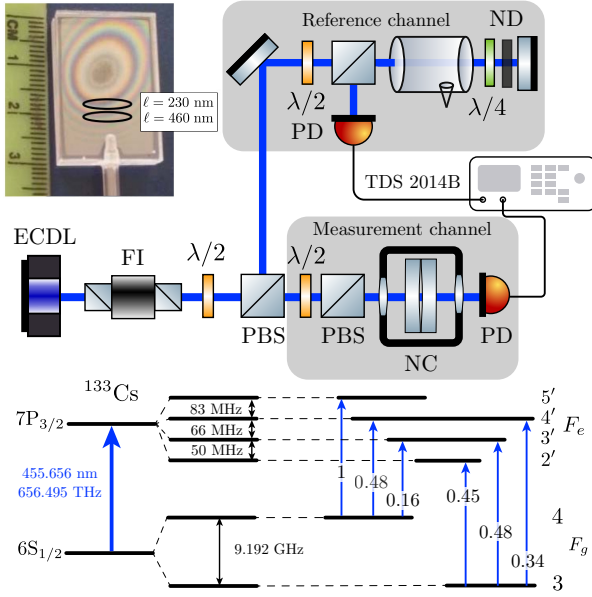 CM
1
2
3
ℓ = 230 nm
ℓ = 460 nm
Reference channel
ND
λ/2
λ/4
PD
TDS 2014B
ECDL
FI
λ/2
PBS
Measurement channel
λ/2
PBS
NC
PD
¹³³Cs
7P₃/₂
83 MHz
66 MHz
50 MHz
5′
4′
3′
2′
Fₑ
455.656 nm
656.495 THz
1
0.48
0.16
0.45
0.48
0.34
6S₁/₂
9.192 GHz
4
F_g
3